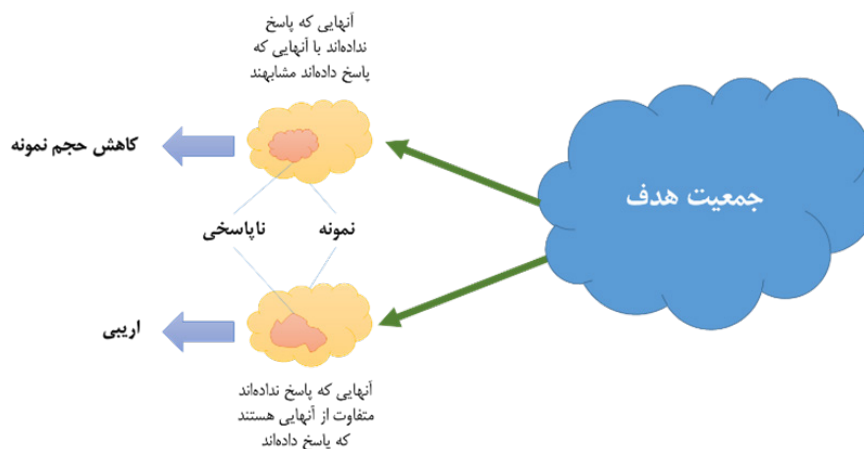 آنهایی که پاسخ
نداده‌اند با آنهایی که
پاسخ داده‌اند مشابهند
جمعیت هدف
کاهش حجم نمونه
نمونه
ناپاسخی
اریبی
آنهایی که پاسخ نداده‌اند
متفاوت از آنهایی هستند
که پاسخ داده‌اند